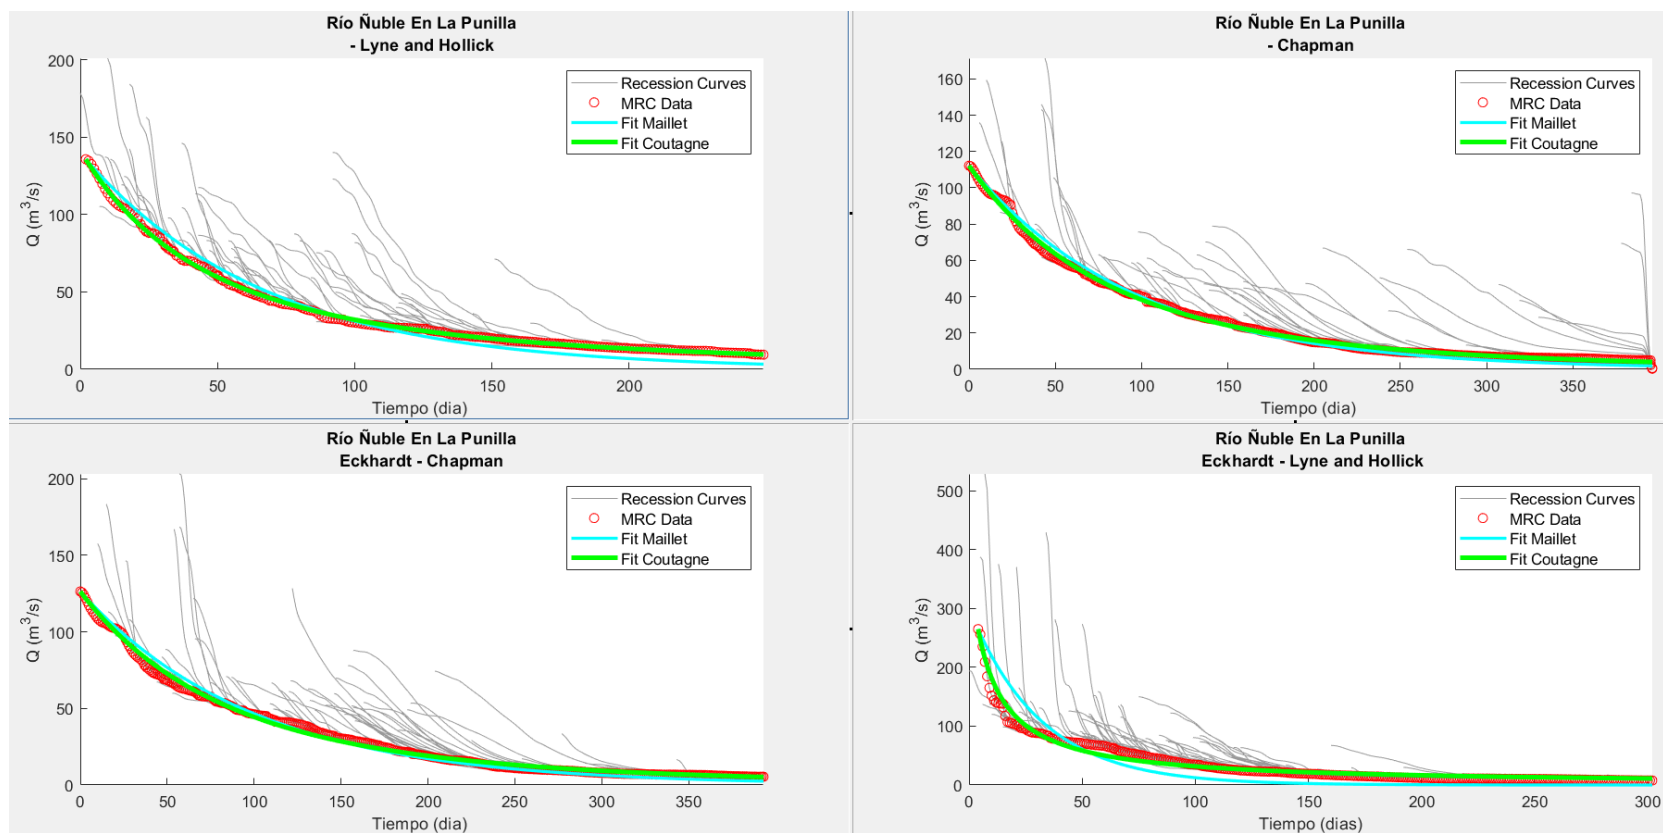 Río Ñuble En La Punilla
- Lyne and Hollick
200
150
100
50
0
Q (m³/s)
0 50 100 150 200
Tiempo (dia)
Recession Curves
MRC Data
Fit Maillet
Fit Coutagne
Río Ñuble En La Punilla
- Chapman
160
140
120
100
80
60
40
20
0
Q (m³/s)
0 50 100 150 200 250 300 350
Tiempo (dia)
Recession Curves
MRC Data
Fit Maillet
Fit Coutagne
Río Ñuble En La Punilla
Eckhardt - Chapman
200
150
100
50
0
Q (m³/s)
0 50 100 150 200 250 300 350
Tiempo (dia)
Recession Curves
MRC Data
Fit Maillet
Fit Coutagne
Río Ñuble En La Punilla
Eckhardt - Lyne and Hollick
500
400
300
200
100
0
Q (m³/s)
0 50 100 150 200 250 300
Tiempo (dias)
Recession Curves
MRC Data
Fit Maillet
Fit Coutagne